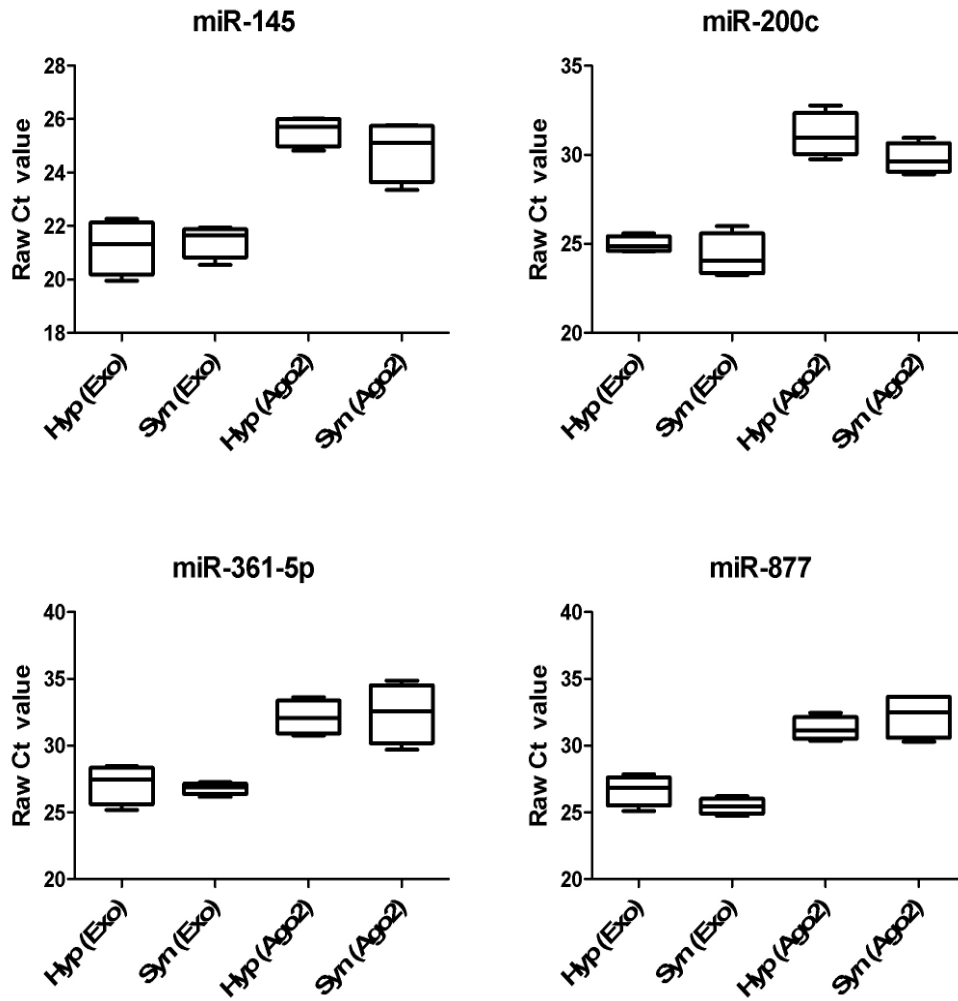 miR-145
Raw Ct value
28
26
24
22
20
18
Hyp (Exo)
Syn (Exo)
Hyp (Ago2)
Syn (Ago2)
miR-200c
Raw Ct value
35
30
25
20
Hyp (Exo)
Syn (Exo)
Hyp (Ago2)
Syn (Ago2)
miR-361-5p
Raw Ct value
40
35
30
25
20
Hyp (Exo)
Syn (Exo)
Hyp (Ago2)
Syn (Ago2)
miR-877
Raw Ct value
40
35
30
25
20
Hyp (Exo)
Syn (Exo)
Hyp (Ago2)
Syn (Ago2)